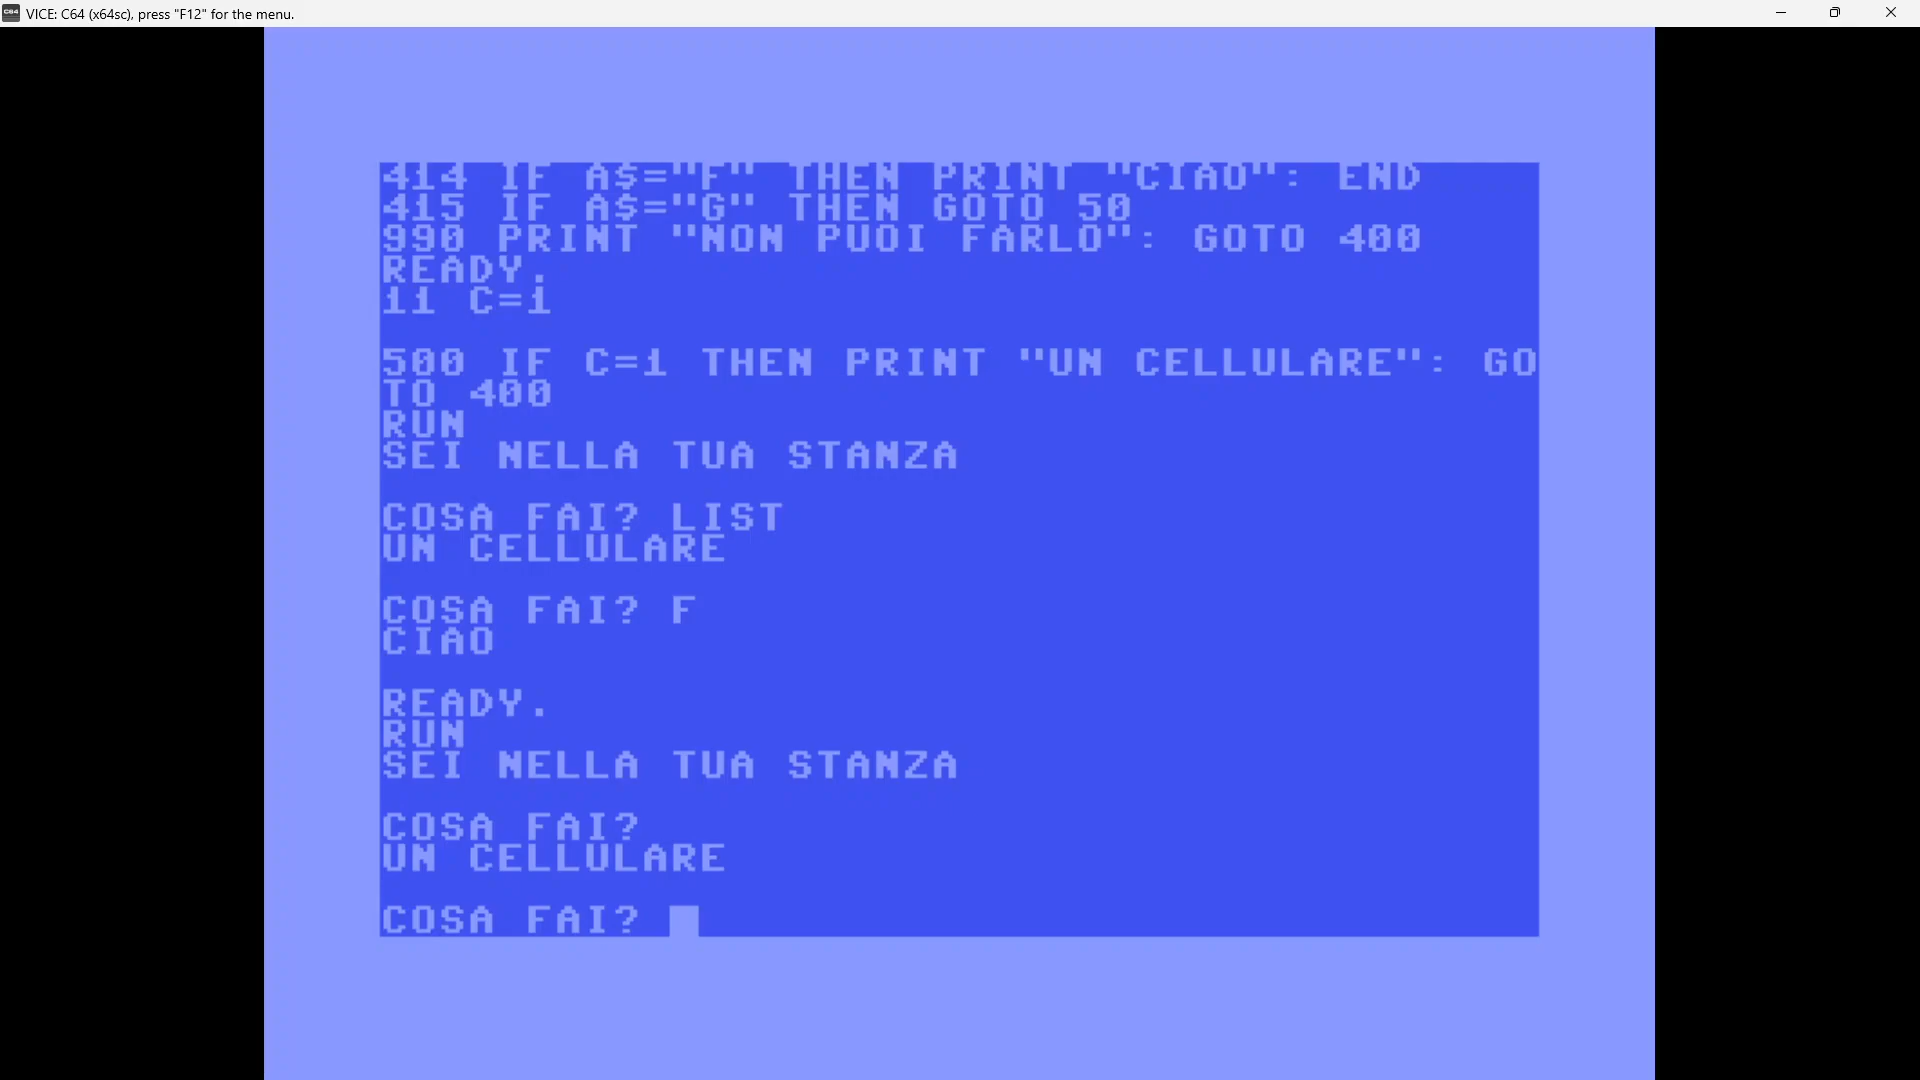 VICE: C64 (x64sc), press "F12" for the menu.
414 IF A$="F" THEN PRINT "CIAO": END
415 IF A$="G" THEN GOTO 50
990 PRINT "NON PUOI FARLO": GOTO 400
READY.
11 C=1
500 IF C=1 THEN PRINT "UN CELLULARE": GO
TO 400
RUN
SEI NELLA TUA STANZA
COSA FAI? LIST
UN CELLULARE
COSA FAI? F
CIAO
READY.
RUN
SEI NELLA TUA STANZA
COSA FAI?
UN CELLULARE
COSA FAI?